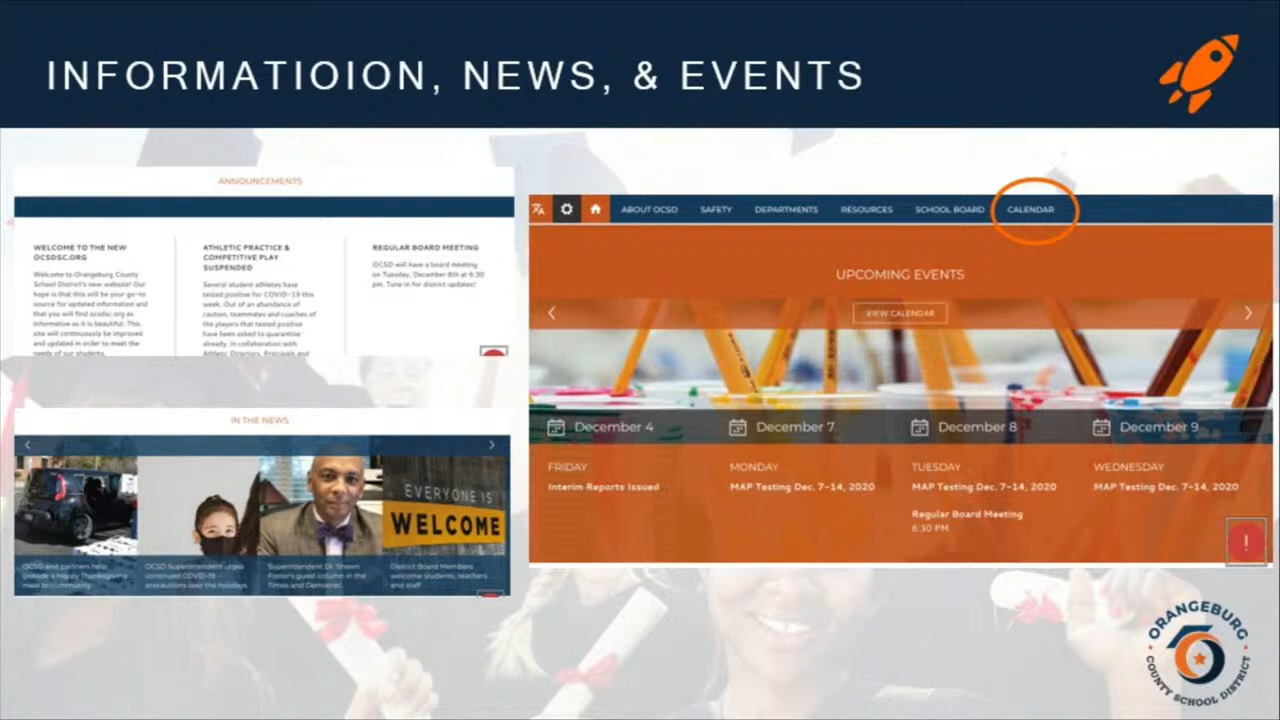 INFORMATIOION, NEWS, & EVENTS
ANNOUNCEMENTS
WELCOME TO THE NEW
OCSDSC.ORG
Welcome to Orangeburg County
School District's new website! Our
hope is that this will be your go-to
source for updated information and
that you will find ocsdsc.org as
informative as it is beautiful. This
site will continuously be improved
and updated in order to meet the
needs of our students.
ATHLETIC PRACTICE &
COMPETITIVE PLAY
SUSPENDED
Several student athletes have
tested positive for COVID-19 this
week. Out of an abundance of
caution, teammates and coaches of
the players that tested positive
have been asked to quarantine
already. In collaboration with
Athletic Directors, Principals and
REGULAR BOARD MEETING
OCSD will have a board meeting
on Tuesday, December 8th at 6:30
pm. Tune in for district updates!
IN THE NEWS
EVERYONE IS
WELCOME
OCSD and partners help
provide a Happy Thanksgiving
meal to community
OCSD Superintendent urges
continued COVID-19
precautions over the holidays
Superintendent Dr. Shawn
Foster's guest column in the
Times and Democrat
District Board Members
welcome students, teachers
and staff
ABOUT OCSD SAFETY DEPARTMENTS RESOURCES SCHOOL BOARD CALENDAR
UPCOMING EVENTS
VIEW CALENDAR
December 4
FRIDAY
Interim Reports Issued
December 7
MONDAY
MAP Testing Dec. 7-14, 2020
December 8
TUESDAY
MAP Testing Dec. 7-14, 2020
Regular Board Meeting
6:30 PM
December 9
WEDNESDAY
MAP Testing Dec. 7-14, 2020
!
ORANGEBURG
COUNTY SCHOOL DISTRICT